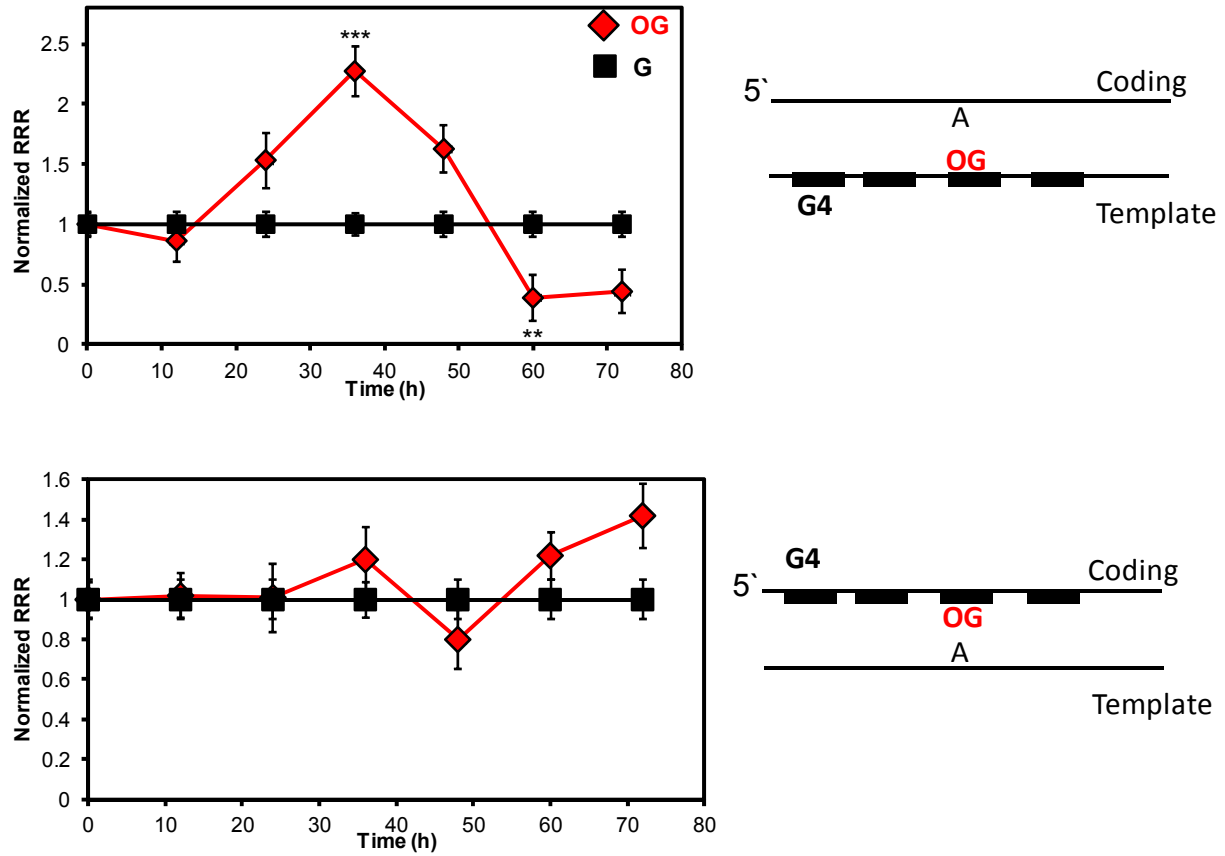 Normalized RRR
2.5
2
1.5
1
0.5
0
***
**
OG
G
0 10 20 30 40 50 60 70 80
Time (h)
5` Coding
A
OG
G4
Template
Normalized RRR
1.6
1.4
1.2
1
0.8
0.6
0.4
0.2
0
0 10 20 30 40 50 60 70 80
Time (h)
G4
5` Coding
OG
A
Template